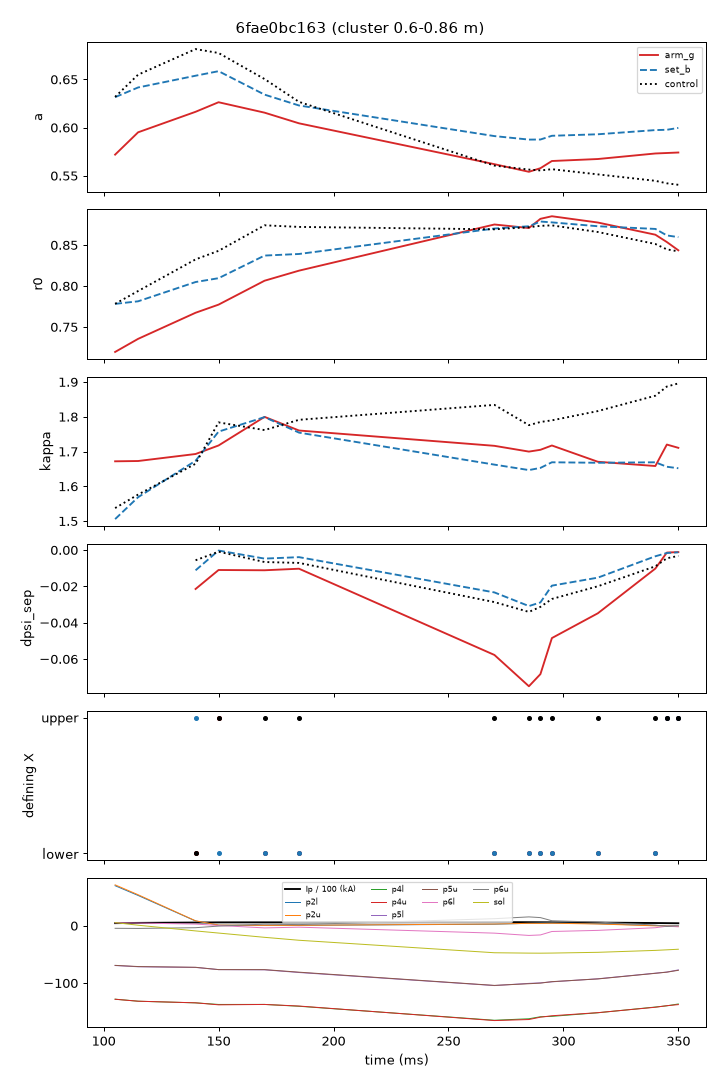 6fae0bc163 (cluster 0.6-0.86 m)
arm_g
set_b
control
0.65
0.60
0.55
a
0.85
0.80
0.75
r0
1.9
1.8
1.7
1.6
1.5
kappa
0.00
−0.02
−0.04
−0.06
dpsi_sep
upper
lower
defining X
Ip / 100 (kA)
p2l
p2u
p4l
p4u
p5l
p5u
p6l
p6u
sol
0
−100
100
150
200
250
300
350
time (ms)